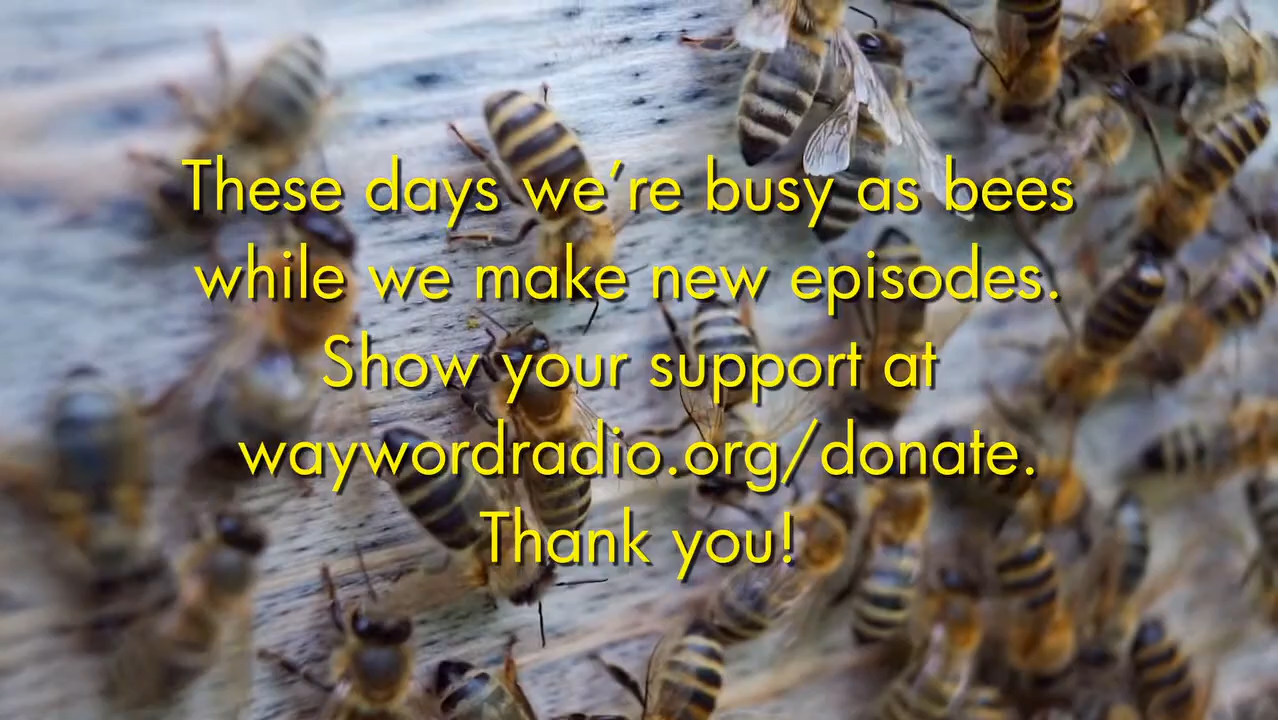 These days we’re busy as bees
while we make new episodes.
Show your support at
waywordradio.org/donate.
Thank you!